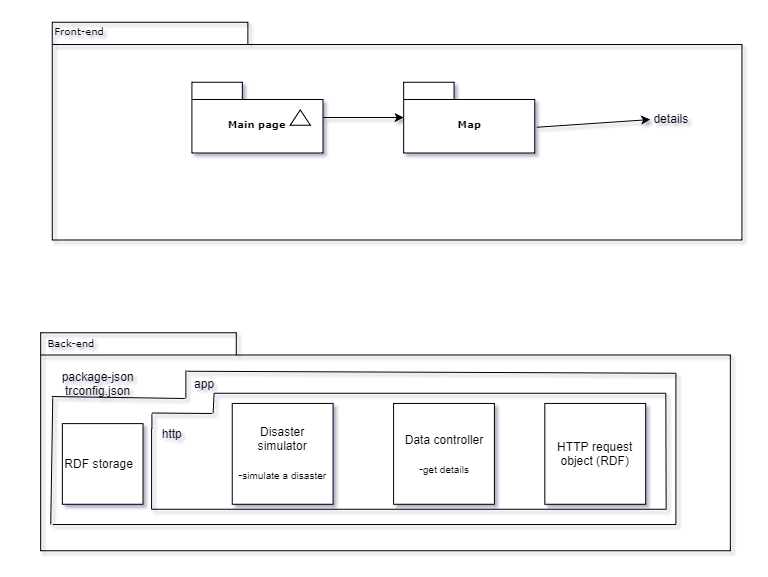 Front-end
Main page
Map
details
Back-end
package-json
trconfig.json
app
http
RDF storage
Disaster
simulator
-simulate a disaster
Data controller
-get details
HTTP request
object (RDF)